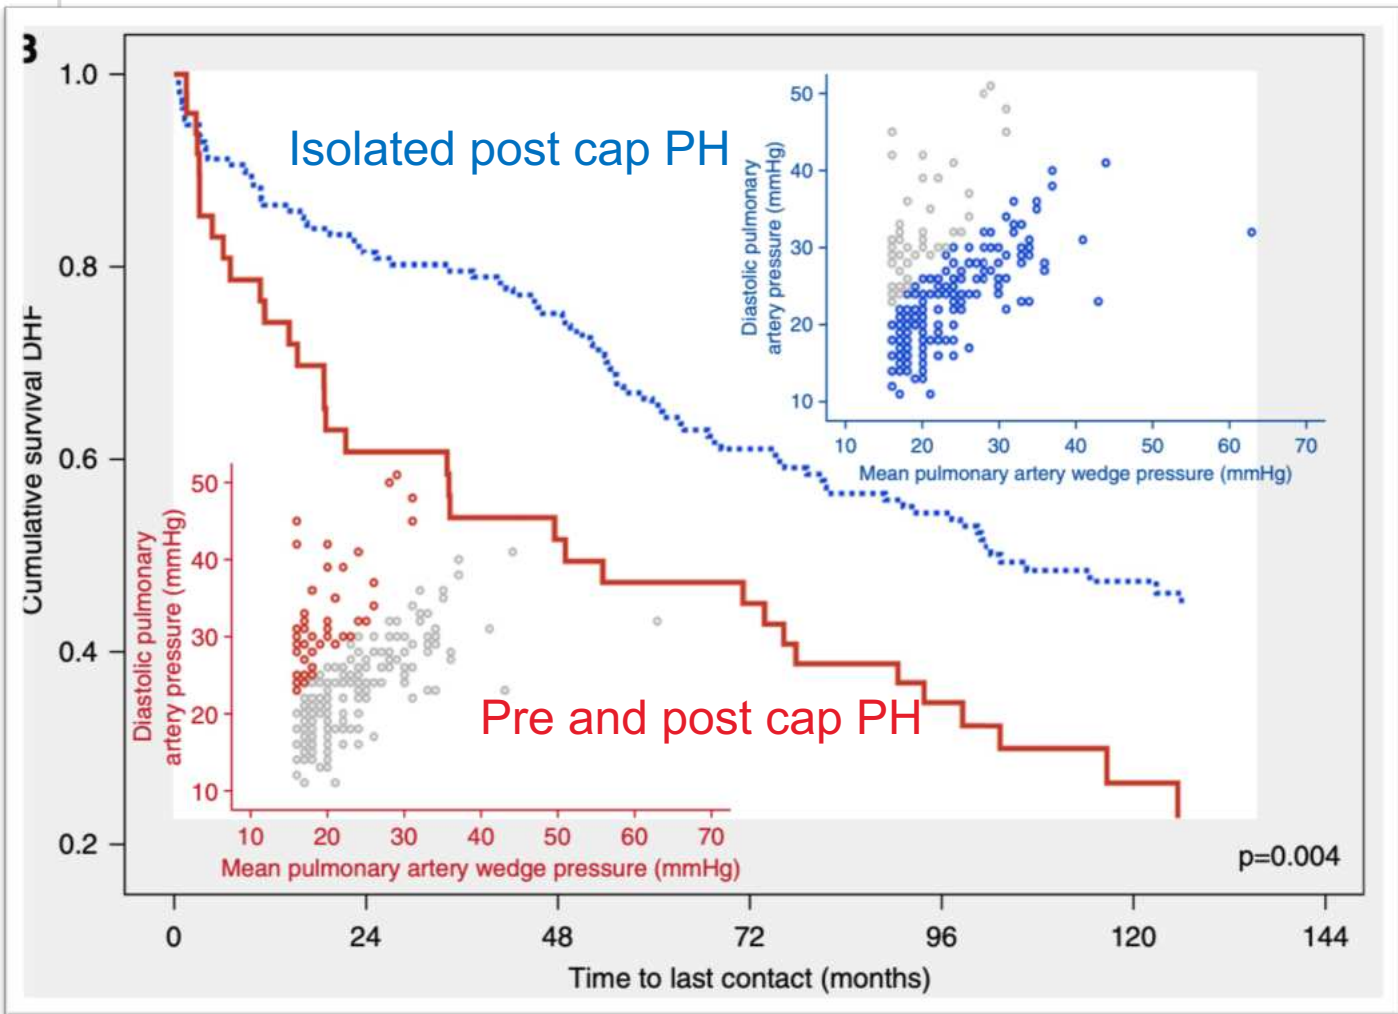 B
1.0
0.8
0.6
0.4
0.2
Cumulative survival DHF
Isolated post cap PH
50
40
30
20
10
Diastolic pulmonary
artery pressure (mmHg)
10 20 30 40 50 60 70
Mean pulmonary artery wedge pressure (mmHg)
50
40
30
20
10
Diastolic pulmonary
artery pressure (mmHg)
Pre and post cap PH
10 20 30 40 50 60 70
Mean pulmonary artery wedge pressure (mmHg)
p=0.004
0 24 48 72 96 120 144
Time to last contact (months)